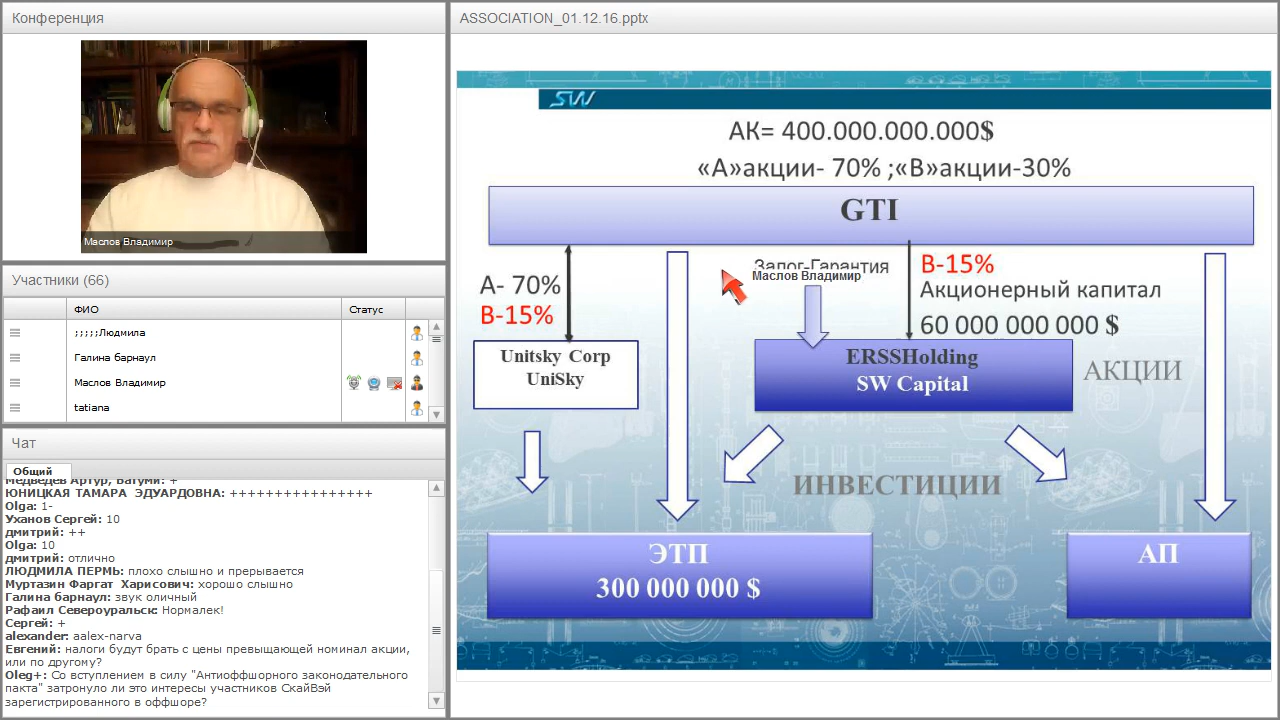 Конференция
Маслов Владимир
Участники (66)
ФИО
Статус
;;;;;Людмила
Галина барнаул
Маслов Владимир
tatiana
Чат
Общий
Медведев Артур, Батуми: +
ЮНИЦКАЯ ТАМАРА ЭДУАРДОВНА: ++++++++++++++++
Olga: 1-
Уханов Сергей: 10
дмитрий: ++
Olga: 10
дмитрий: отлично
ЛЮДМИЛА ПЕРМЬ: плохо слышно и прерывается
Муртазин Фаргат Харисович: хорошо слышно
Галина барнаул: звук оличный
Рафаил Североуральск: Нормалек!
Сергей: +
alexander: aalex-narva
Евгений: налоги будут брать с цены превыщающей номинал акции,
или по другому?
Oleg+: Со вступлением в силу "Антиоффшорного законодательного
пакта" затронуло ли это интересы участников СкайВэй
зарегистрированного в оффшоре?
ASSOCIATION_01.12.16.pptx
SW
АК= 400.000.000.000$
«А»акции- 70% ;«В»акции-30%
GTI
А- 70%
В-15%
Залог-Гарантия
Маслов Владимир
В-15%
Акционерный капитал
60 000 000 000 $
Unitsky Corp
UniSky
ERSSHolding
SW Capital
АКЦИИ
ИНВЕСТИЦИИ
ЭТП
300 000 000 $
АП